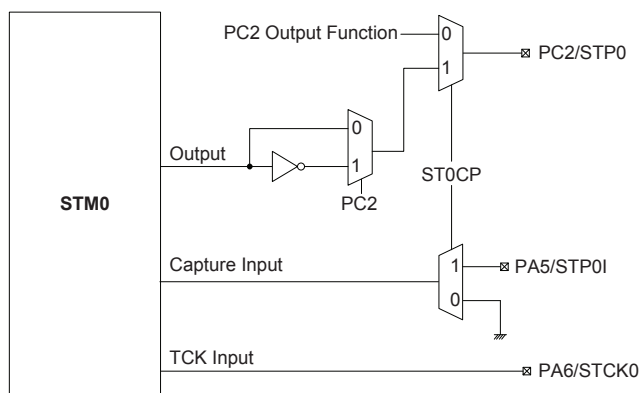 PC2 Output Function
0
1
PC2/STP0
Output
0
1
PC2
ST0CP
STM0
Capture Input
1
0
PA5/STP0I
TCK Input
PA6/STCK0